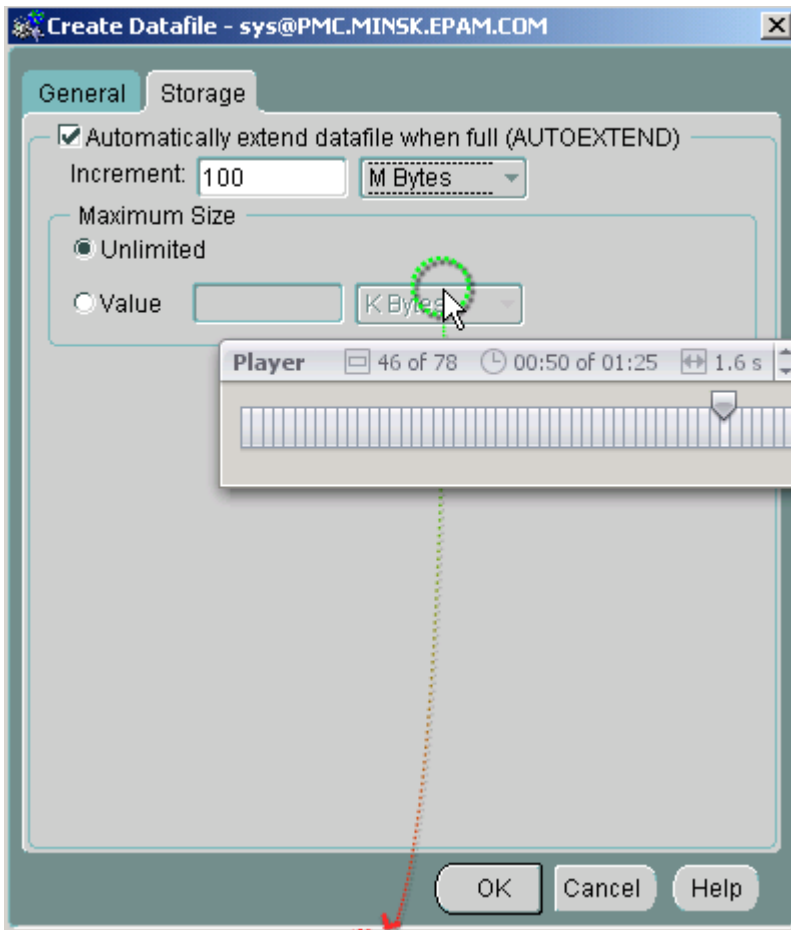 Create Datafile - sys@PMC.MINSK.EPAM.COM
General Storage
Automatically extend datafile when full (AUTOEXTEND)
Increment: 100 M Bytes
Maximum Size
Unlimited
Value K Bytes
Player 46 of 78 00:50 of 01:25 1.6 s
OK Cancel Help